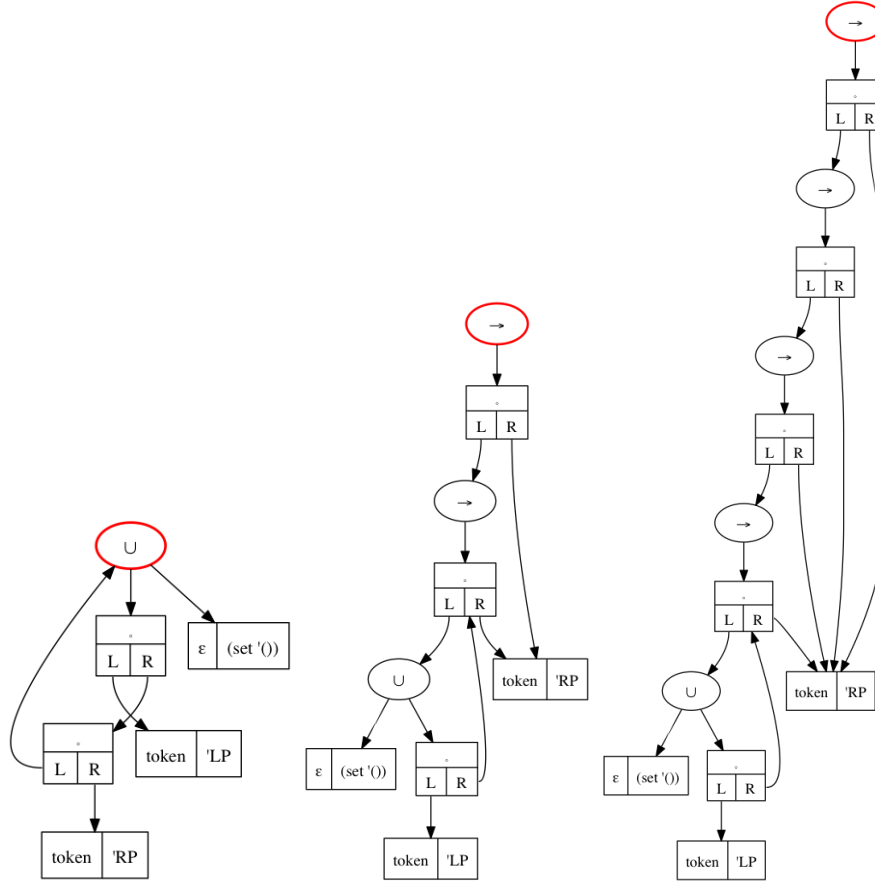 ∪
∘
L R
ε (set '())
∘
L R
token 'LP
token 'RP
→
∘
L R
→
∘
L R
∪
token 'RP
ε (set '())
∘
L R
token 'LP
→
∘
L R
→
∘
L R
→
∘
L R
→
∘
L R
∪
token 'RP
ε (set '())
∘
L R
token 'LP